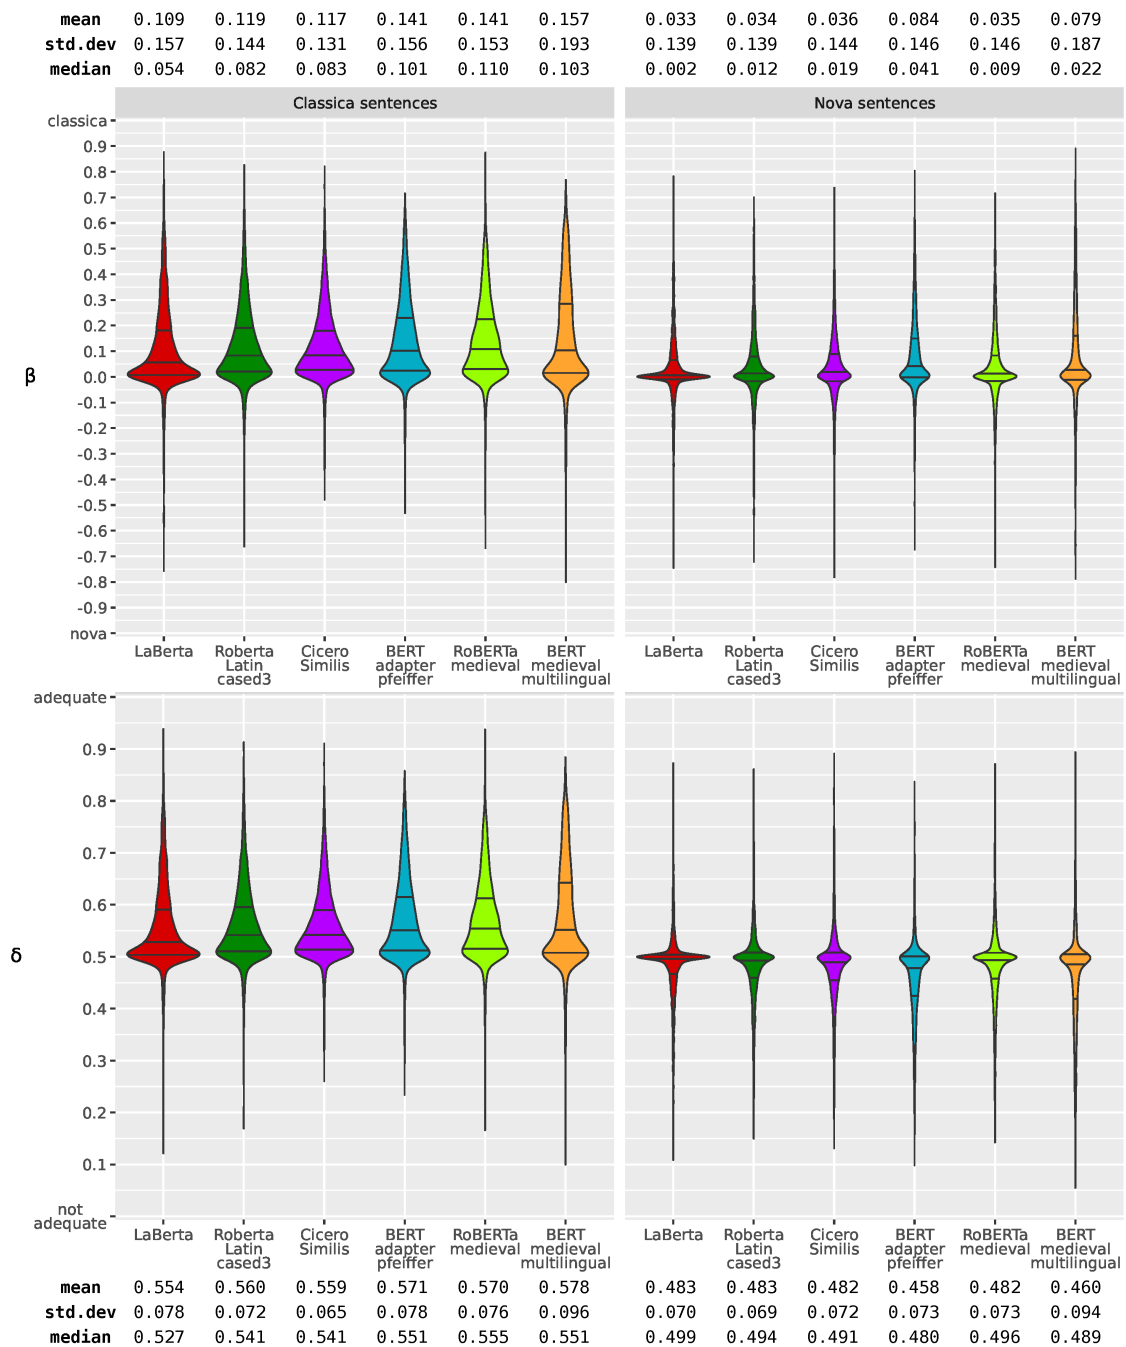 mean 0.109 0.119 0.117 0.141 0.141 0.157 0.033 0.034 0.036 0.084 0.035 0.079
std.dev 0.157 0.144 0.131 0.156 0.153 0.193 0.139 0.139 0.144 0.146 0.146 0.187
median 0.054 0.082 0.083 0.101 0.110 0.103 0.002 0.012 0.019 0.041 0.009 0.022
Classica sentences Nova sentences
classica
0.9
0.8
0.7
0.6
0.5
0.4
0.3
0.2
0.1
0.0
-0.1
-0.2
-0.3
-0.4
-0.5
-0.6
-0.7
-0.8
-0.9
nova
β
LaBerta Roberta Cicero BERT RoBERTa BERT LaBerta Roberta Cicero BERT RoBERTa BERT
Latin Similis adapter medieval medieval Latin Similis adapter medieval medieval
cased3 pfeiffer multilingual cased3 pfeiffer multilingual
adequate
0.9
0.8
0.7
0.6
0.5
0.4
0.3
0.2
0.1
not
adequate
δ
LaBerta Roberta Cicero BERT RoBERTa BERT LaBerta Roberta Cicero BERT RoBERTa BERT
Latin Similis adapter medieval medieval Latin Similis adapter medieval medieval
cased3 pfeiffer multilingual cased3 pfeiffer multilingual
mean 0.554 0.560 0.559 0.571 0.570 0.578 0.483 0.483 0.482 0.458 0.482 0.460
std.dev 0.078 0.072 0.065 0.078 0.076 0.096 0.070 0.069 0.072 0.073 0.073 0.094
median 0.527 0.541 0.541 0.551 0.555 0.551 0.499 0.494 0.491 0.480 0.496 0.489